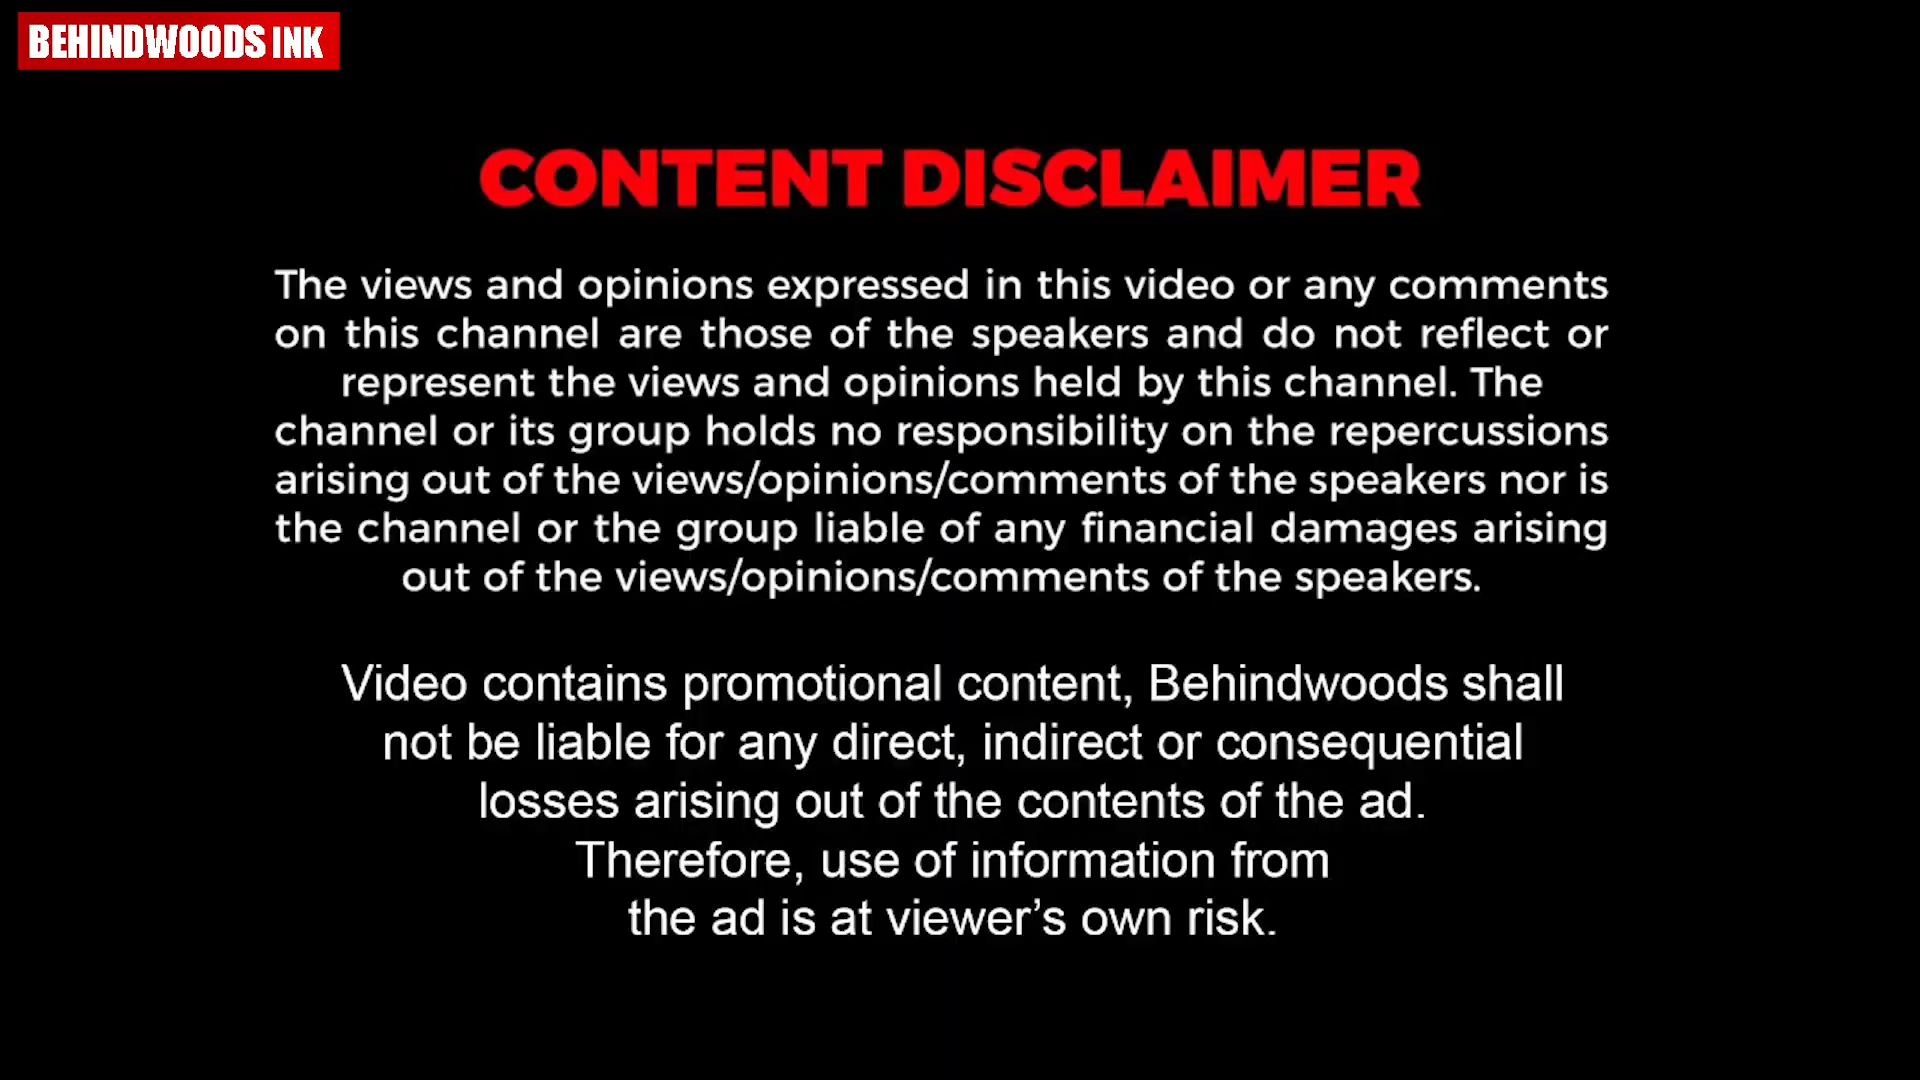 BEHINDWOODS INK
CONTENT DISCLAIMER
The views and opinions expressed in this video or any comments
on this channel are those of the speakers and do not reflect or
represent the views and opinions held by this channel. The
channel or its group holds no responsibility on the repercussions
arising out of the views/opinions/comments of the speakers nor is
the channel or the group liable of any financial damages arising
out of the views/opinions/comments of the speakers.
Video contains promotional content, Behindwoods shall
not be liable for any direct, indirect or consequential
losses arising out of the contents of the ad.
Therefore, use of information from
the ad is at viewer’s own risk.